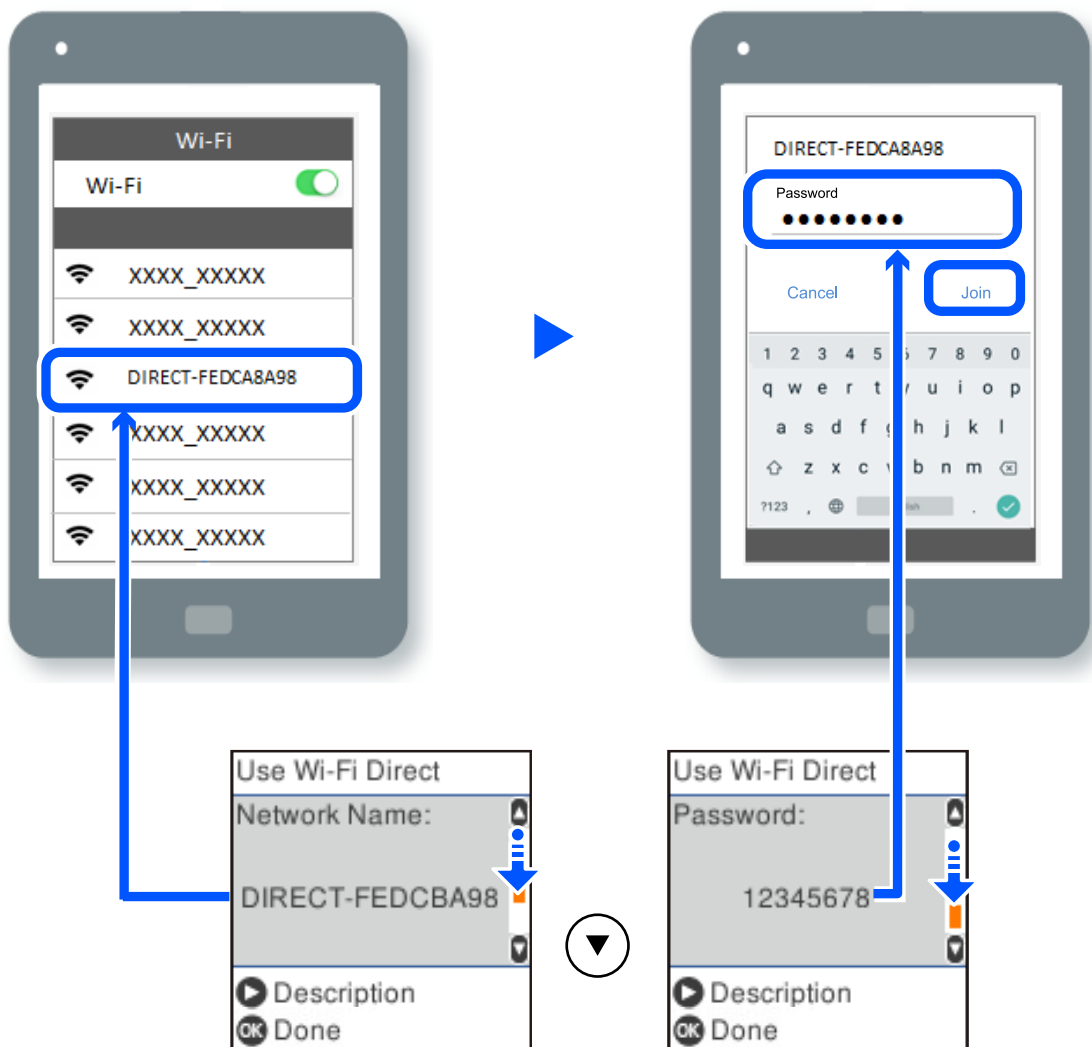 Wi-Fi
Wi-Fi
XXXX_XXXXX
XXXX_XXXXX
DIRECT-FEDCA8A98
XXXX_XXXXX
XXXX_XXXXX
XXXX_XXXXX
DIRECT-FEDCA8A98
Password
Cancel Join
1 2 3 4 5 7 8 9 0
q w e r t u i o p
a s d f h j k l
z x c b n m
?123 , .
Use Wi-Fi Direct
Network Name:
DIRECT-FEDCBA98
Description
OK Done
Use Wi-Fi Direct
Password:
12345678
Description
OK Done